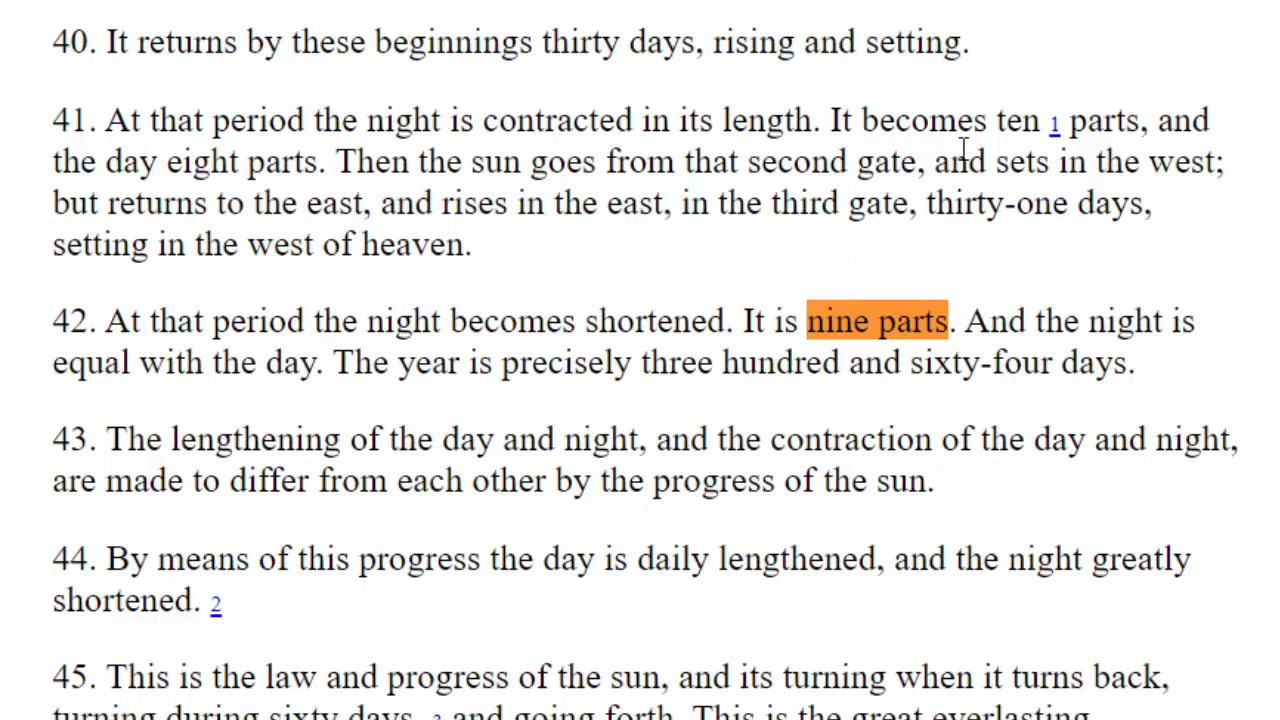 40. It returns by these beginnings thirty days, rising and setting.
41. At that period the night is contracted in its length. It becomes ten 1 parts, and
the day eight parts. Then the sun goes from that second gate, and sets in the west;
but returns to the east, and rises in the east, in the third gate, thirty-one days,
setting in the west of heaven.
42. At that period the night becomes shortened. It is nine parts. And the night is
equal with the day. The year is precisely three hundred and sixty-four days.
43. The lengthening of the day and night, and the contraction of the day and night,
are made to differ from each other by the progress of the sun.
44. By means of this progress the day is daily lengthened, and the night greatly
shortened. 2
45. This is the law and progress of the sun, and its turning when it turns back,
turning during sixty days, 3 and going forth. This is the great everlasting